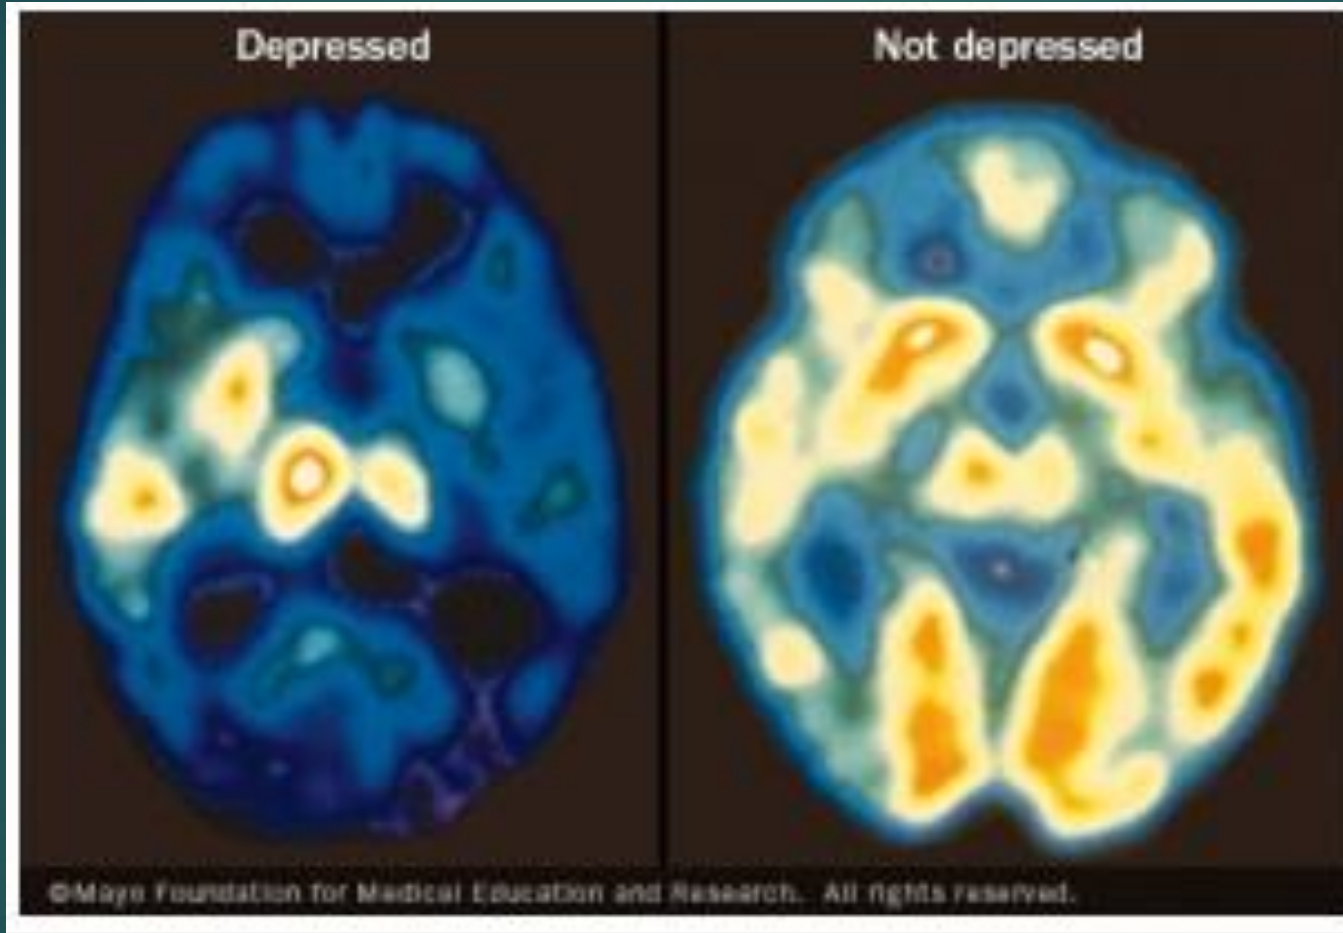 Depressed
Not depressed
©Mayo Foundation for Medical Education and Research. All rights reserved.